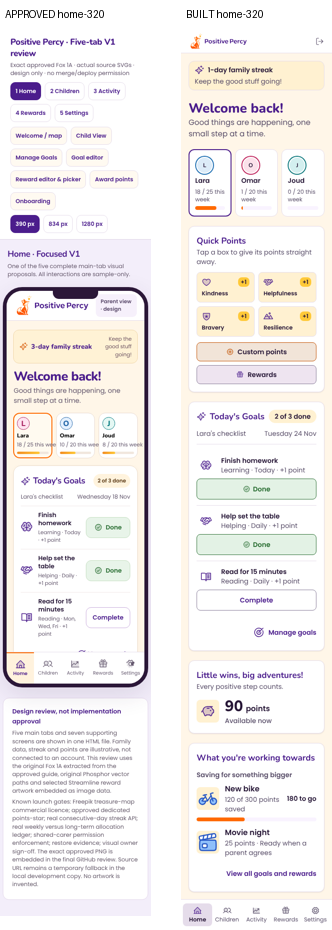 APPROVED home-320
Positive Percy · Five-tab V1
review
Exact approved Fox 1A · actual source SVGs ·
design only · no merge/deploy permission
1 Home
2 Children
3 Activity
4 Rewards
5 Settings
Welcome / map
Child View
Manage Goals
Goal editor
Reward editor & picker
Award points
Onboarding
390 px
834 px
1280 px
Home · Focused V1
One of the five complete main-tab visual
proposals. All interactions are sample-only.
Positive Percy
Parent view
· design
3-day family streak
Keep the
good stuff
going!
Welcome back!
Good things are happening, one
small step at a time.
L
Lara
18 / 25 this week
O
Omar
10 / 20 this week
J
Joud
6 / 20 this week
Today's Goals
2 of 3 done
Lara's checklist
Wednesday 18 Nov
Finish
homework
Learning · Today
· +1 point
Done
Help set the
table
Helping · Daily ·
+1 point
Done
Read for 15
minutes
Reading · Mon,
Wed, Fri · +1
point
Complete
Home
Children
Activity
Rewards
Settings
Design review, not implementation
approval
Five main tabs and seven supporting
screens are shown in one HTML file. Family
data, streak and points are illustrative, not
connected to an account. This review uses
the original Fox 1A extracted from the
approved guide, original Phosphor vector
paths and selected Streamline reward
artwork embedded as image data.
Known launch gates: Freepik treasure-map
commercial licence; approved dedicated
points-star; real consecutive-day streak API;
real weekly versus long-term allocation
ledger; shared-carer permission
enforcement; restore evidence; visual owner
sign-off. The exact approved PNG is
embedded in the final GitHub review. Source
URL remains a temporary fallback in the
local development copy. No artwork is
invented.
BUILT home-320
Positive Percy
1-day family streak
Keep the good stuff going!
Welcome back!
Good things are happening, one
small step at a time.
L
Lara
18 / 25 this
week
O
Omar
1 / 20 this
week
J
Joud
0 / 20 this
week
Quick Points
Tap a box to give its points straight
away.
+1
Kindness
+1
Helpfulness
+1
Bravery
+1
Resilience
Custom points
Rewards
Today's Goals
2 of 3 done
Lara's checklist
Tuesday 24 Nov
Finish homework
Learning · Today · +1 point
Done
Help set the table
Helping · Daily · +1 point
Done
Read for 15 minutes
Reading · Daily · +1 point
Complete
Manage goals
Little wins, big adventures!
Every positive step counts.
90 points
Available now
What you're working towards
Saving for something bigger
New bike
120 of 300 points
saved
180 to go
Movie night
25 points · Ready when a
parent agrees
View all goals and rewards
Home
Children
Activity
Rewards
Settings